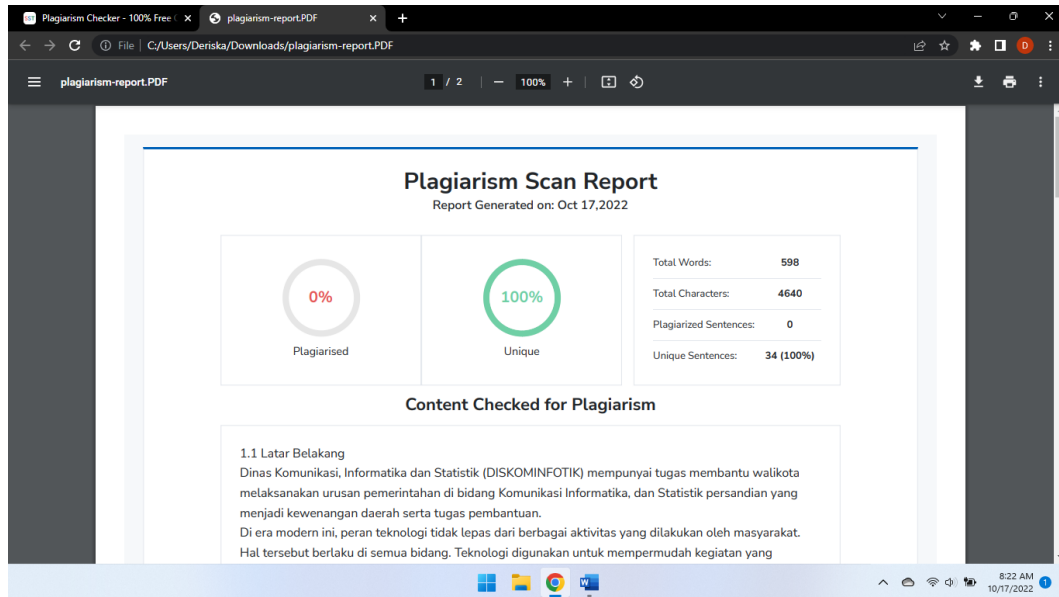 SST Plagiarism Checker - 100% Free
plagiarism-report.PDF
File C:/Users/Deriska/Downloads/plagiarism-report.PDF
D
plagiarism-report.PDF
1 / 2
100%
Plagiarism Scan Report
Report Generated on: Oct 17,2022
0%
Plagiarised
100%
Unique
Total Words: 598
Total Characters: 4640
Plagiarized Sentences: 0
Unique Sentences: 34 (100%)
Content Checked for Plagiarism
1.1 Latar Belakang
Dinas Komunikasi, Informatika dan Statistik (DISKOMINFOTIK) mempunyai tugas membantu walikota
melaksanakan urusan pemerintahan di bidang Komunikasi Informatika, dan Statistik persandian yang
menjadi kewenangan daerah serta tugas pembantuan.
Di era modern ini, peran teknologi tidak lepas dari berbagai aktivitas yang dilakukan oleh masyarakat.
Hal tersebut berlaku di semua bidang. Teknologi digunakan untuk mempermudah kegiatan yang
W
8:22 AM
10/17/2022
1